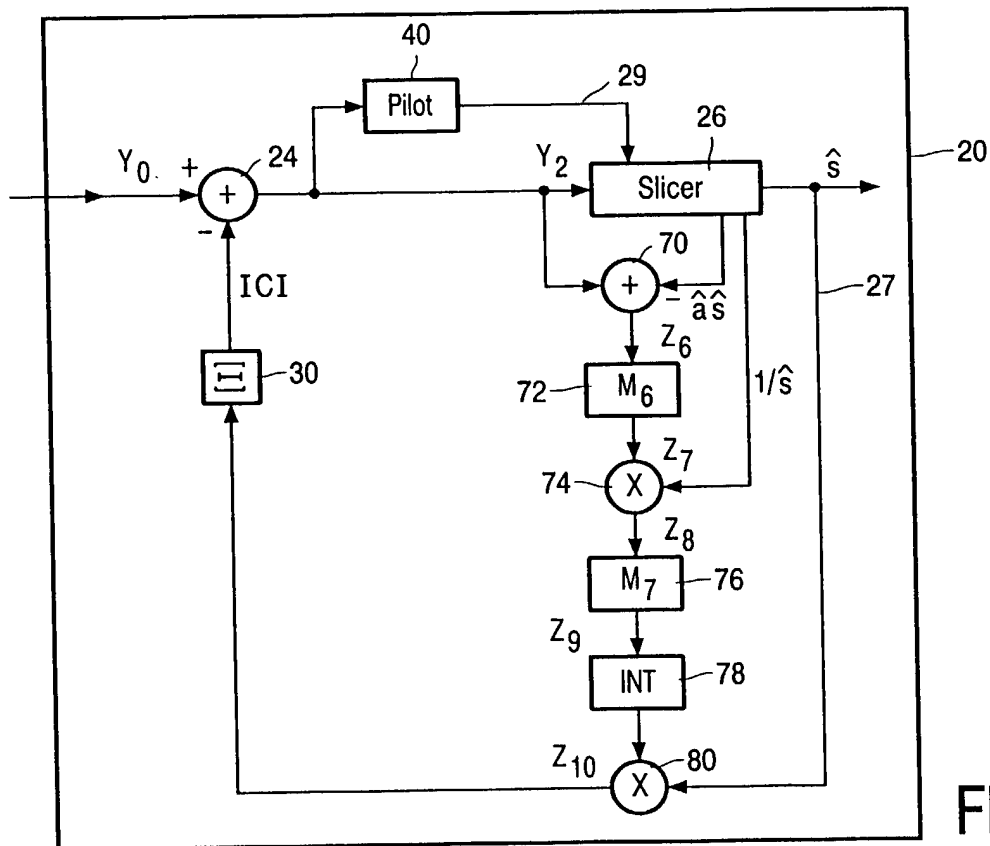 40
Pilot
29
Y₀.
+
24
Y₂
26
Slicer
ŝ
20
-
+
ICI
70
+
- âŝ
27
Z₆
Ξ
30
72
M₆
1/ŝ
Z₇
74
X
Z₈
M₇
76
Z₉
INT
78
Z₁₀
80
X